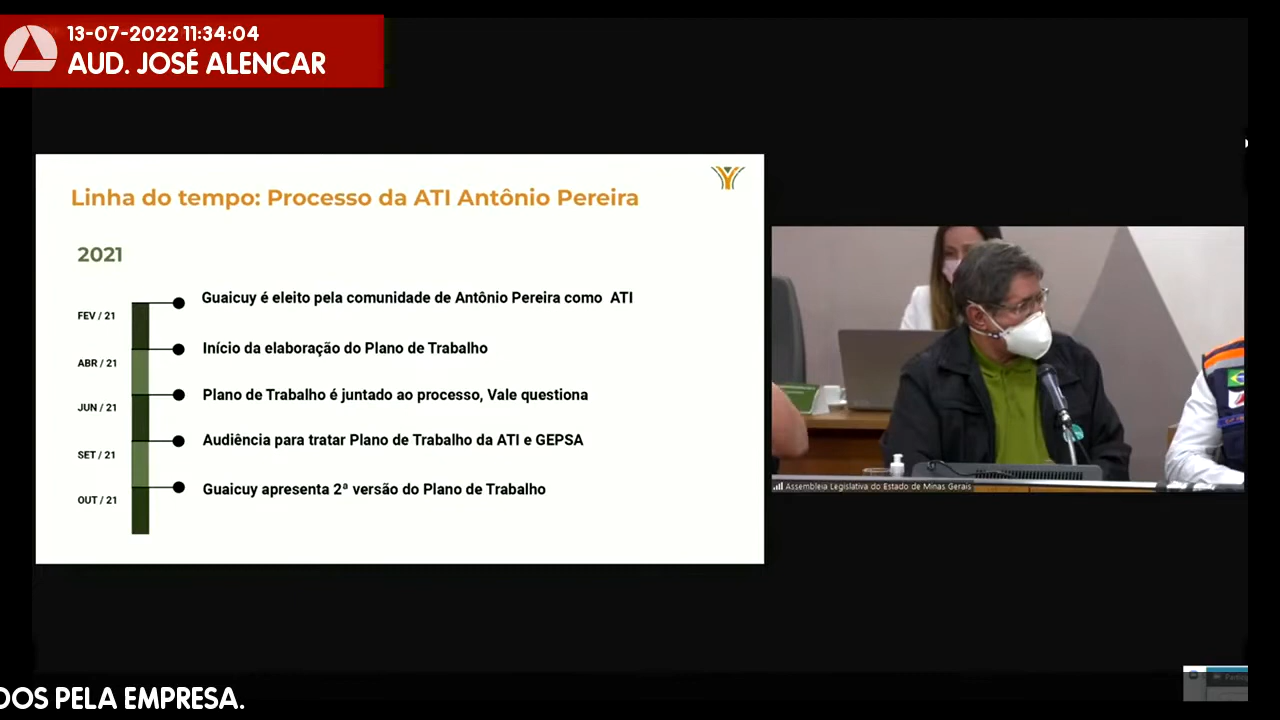 13-07-2022 11:34:04
AUD. JOSÉ ALENCAR
Linha do tempo: Processo da ATI Antônio Pereira
2021
FEV / 21
Guaicuy é eleito pela comunidade de Antônio Pereira como ATI
ABR / 21
Início da elaboração do Plano de Trabalho
JUN / 21
Plano de Trabalho é juntado ao processo, Vale questiona
SET / 21
Audiência para tratar Plano de Trabalho da ATI e GEPSA
OUT / 21
Guaicuy apresenta 2ª versão do Plano de Trabalho
Assembleia Legislativa do Estado de Minas Gerais
DOS PELA EMPRESA.